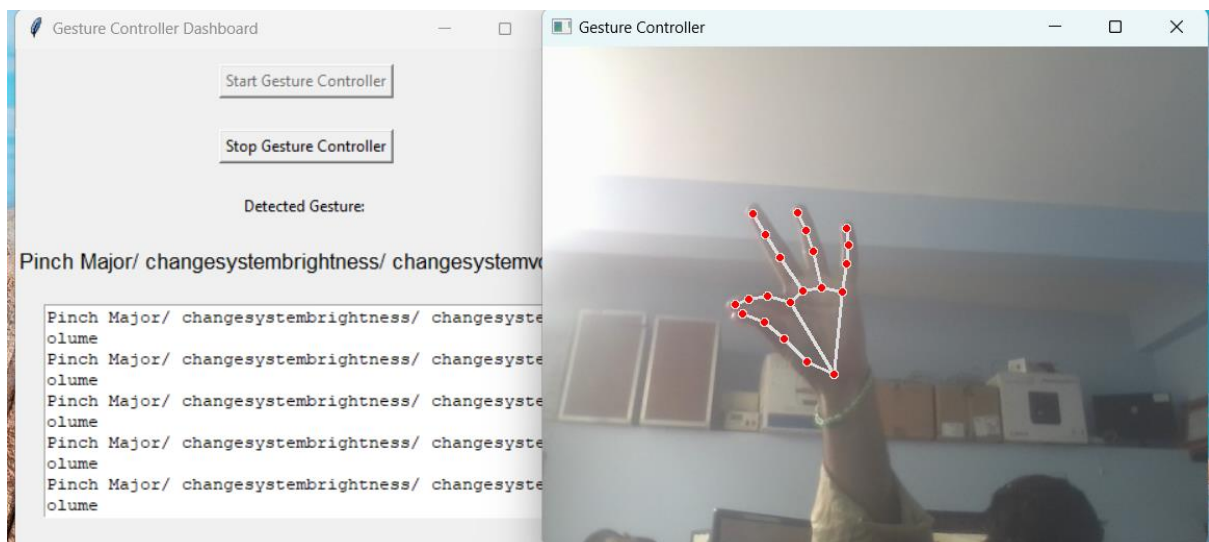 Gesture Controller Dashboard
Gesture Controller
Start Gesture Controller
Stop Gesture Controller
Detected Gesture:
Pinch Major/ changesystembrightness/ changesystemv
Pinch Major/ changesystembrightness/ changesyste
olume
Pinch Major/ changesystembrightness/ changesyste
olume
Pinch Major/ changesystembrightness/ changesyste
olume
Pinch Major/ changesystembrightness/ changesyste
olume
Pinch Major/ changesystembrightness/ changesyste
olume